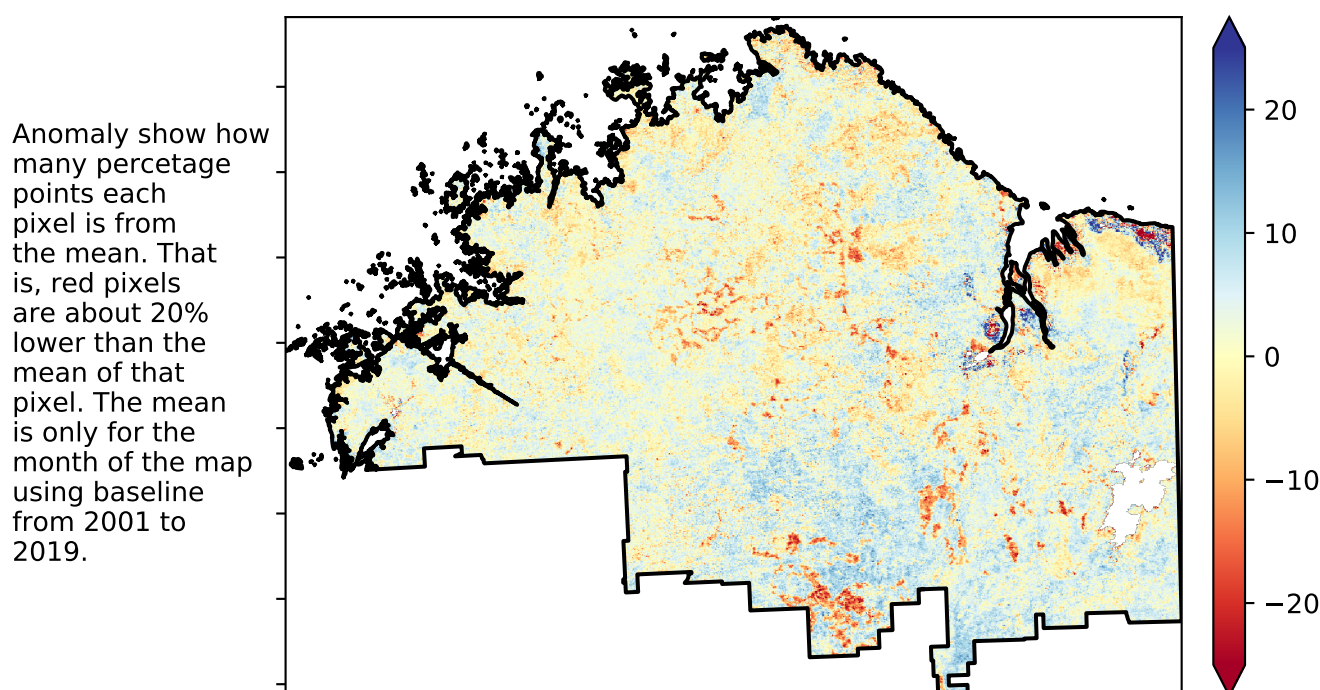 Anomaly show how
many percetage
points each
pixel is from
the mean. That
is, red pixels
are about 20%
lower than the
mean of that
pixel. The mean
is only for the
month of the map
using baseline
from 2001 to
2019.
20
10
0
−10
−20